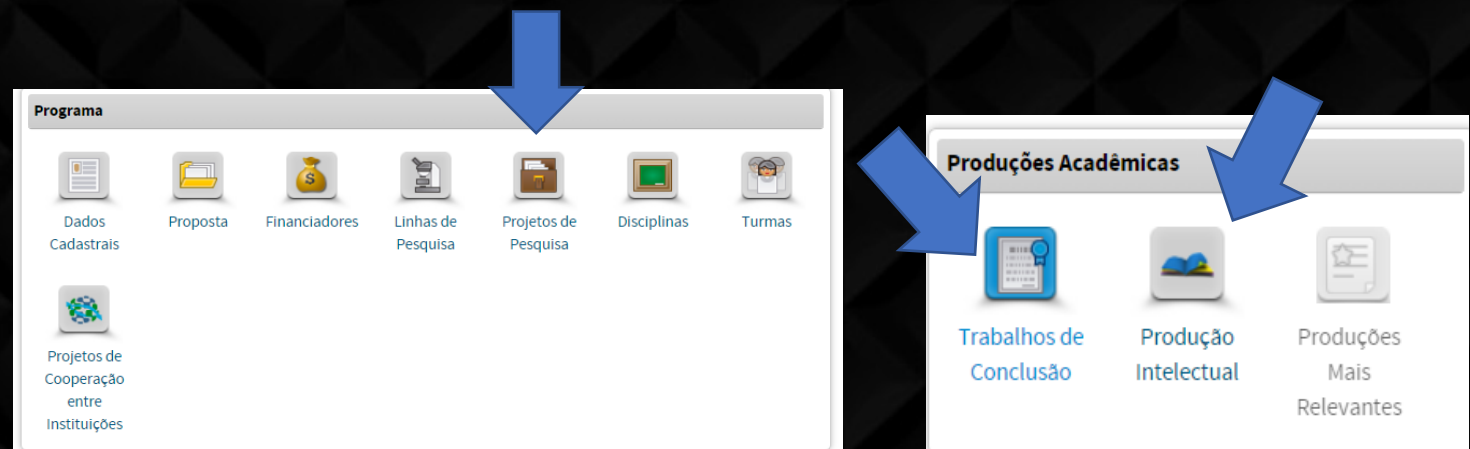 Programa
Dados
Cadastrais
Proposta
Financiadores
Linhas de
Pesquisa
Projetos de
Pesquisa
Disciplinas
Turmas
Projetos de
Cooperação
entre
Instituições
Produções Acadêmicas
Trabalhos de
Conclusão
Produção
Intelectual
Produções
Mais
Relevantes